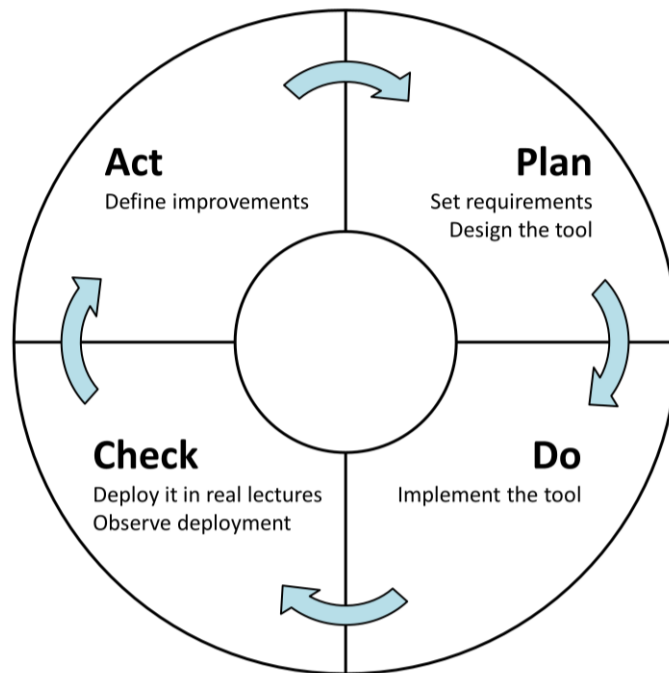 Act
Define improvements
Plan
Set requirements
Design the tool
Check
Deploy it in real lectures
Observe deployment
Do
Implement the tool